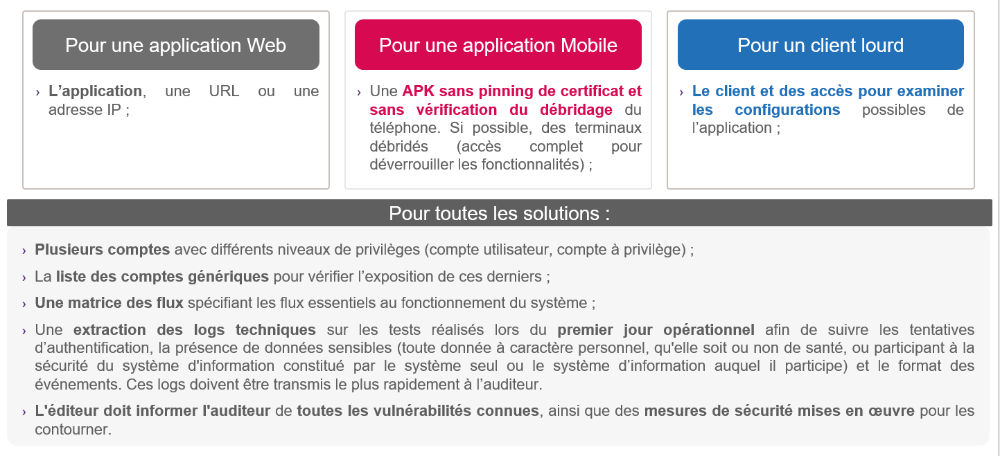 Pour une application Web
› L’application, une URL ou une
adresse IP ;
Pour une application Mobile
› Une APK sans pinning de certificat et
sans vérification du débridage du
téléphone. Si possible, des terminaux
débridés (accès complet pour
déverrouiller les fonctionnalités) ;
Pour un client lourd
› Le client et des accès pour examiner
les configurations possibles de
l’application ;
Pour toutes les solutions :
› Plusieurs comptes avec différents niveaux de privilèges (compte utilisateur, compte à privilège) ;
› La liste des comptes génériques pour vérifier l’exposition de ces derniers ;
› Une matrice des flux spécifiant les flux essentiels au fonctionnement du système ;
› Une extraction des logs techniques sur les tests réalisés lors du premier jour opérationnel afin de suivre les tentatives
d’authentification, la présence de données sensibles (toute donnée à caractère personnel, qu'elle soit ou non de santé, ou participant à la
sécurité du système d'information constitué par le système seul ou le système d’information auquel il participe) et le format des
événements. Ces logs doivent être transmis le plus rapidement à l’auditeur.
› L'éditeur doit informer l'auditeur de toutes les vulnérabilités connues, ainsi que des mesures de sécurité mises en œuvre pour les
contourner.